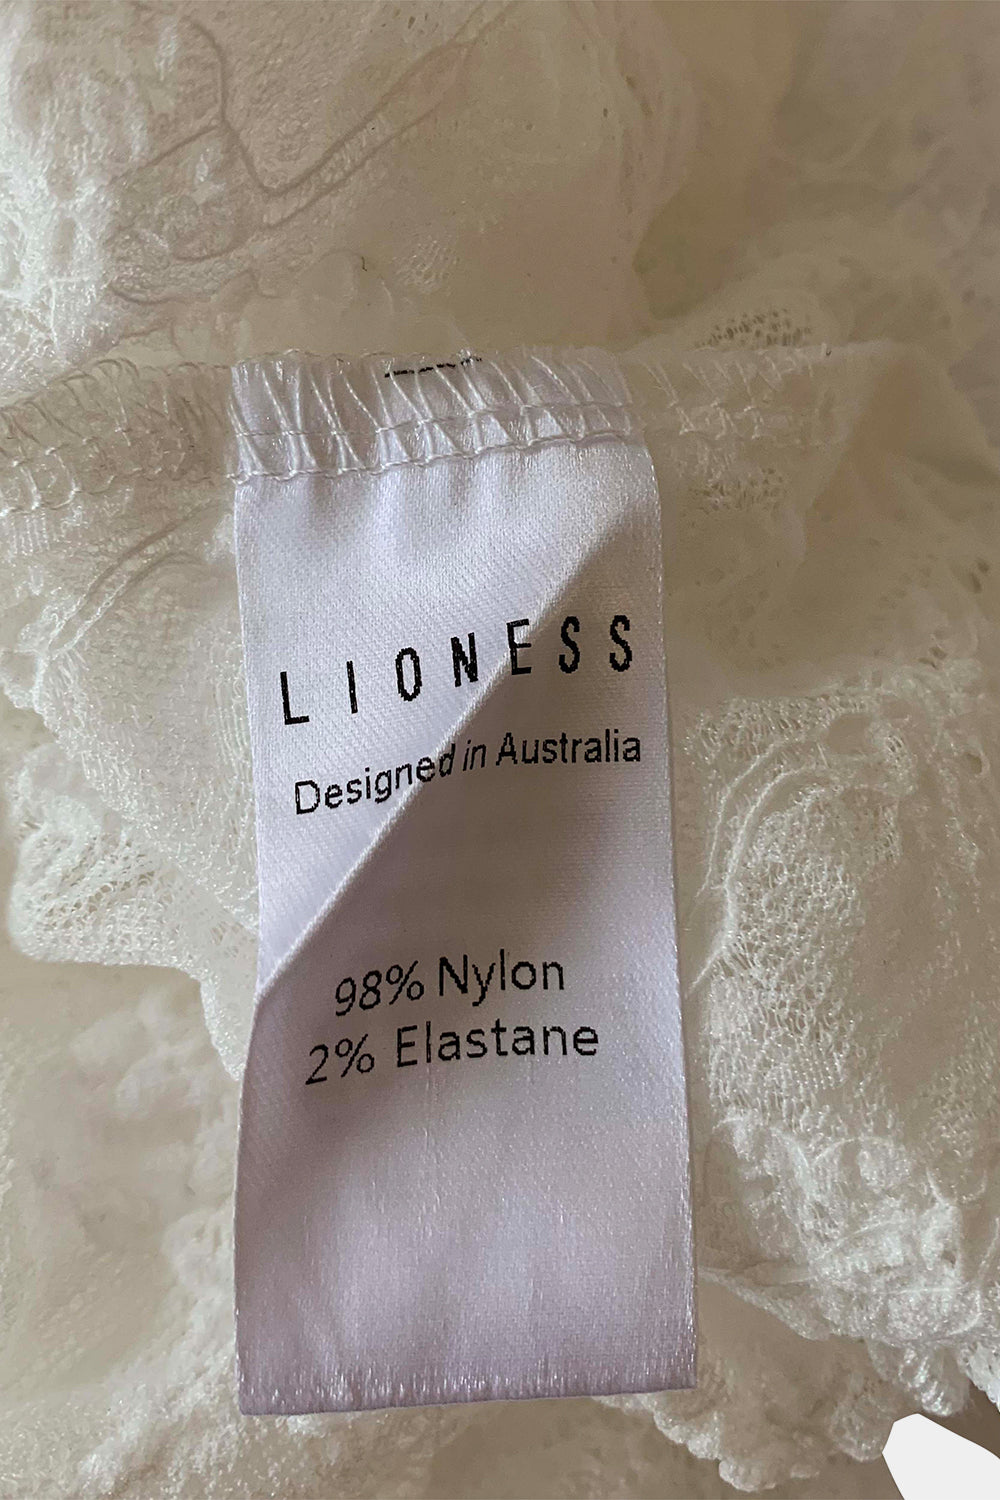 LIONESS
Designed in Australia
98% Nylon
2% Elastane